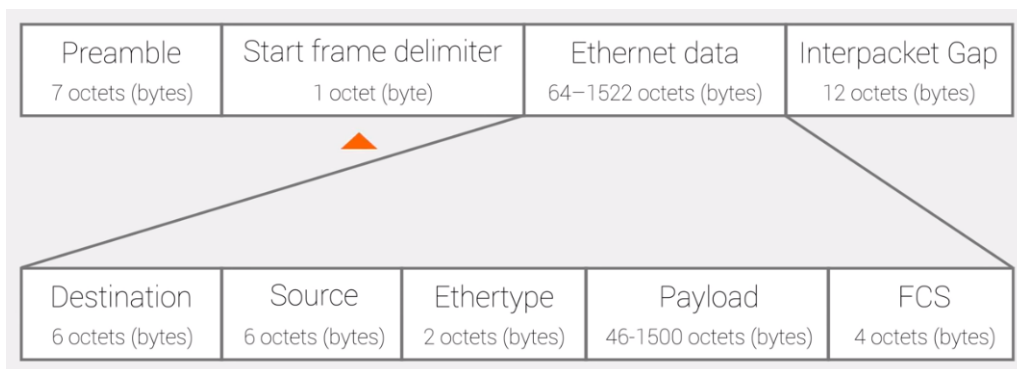 Preamble
7 octets (bytes)
Start frame delimiter
1 octet (byte)
Ethernet data
64–1522 octets (bytes)
Interpacket Gap
12 octets (bytes)
Destination
6 octets (bytes)
Source
6 octets (bytes)
Ethertype
2 octets (bytes)
Payload
46-1500 octets (bytes)
FCS
4 octets (bytes)